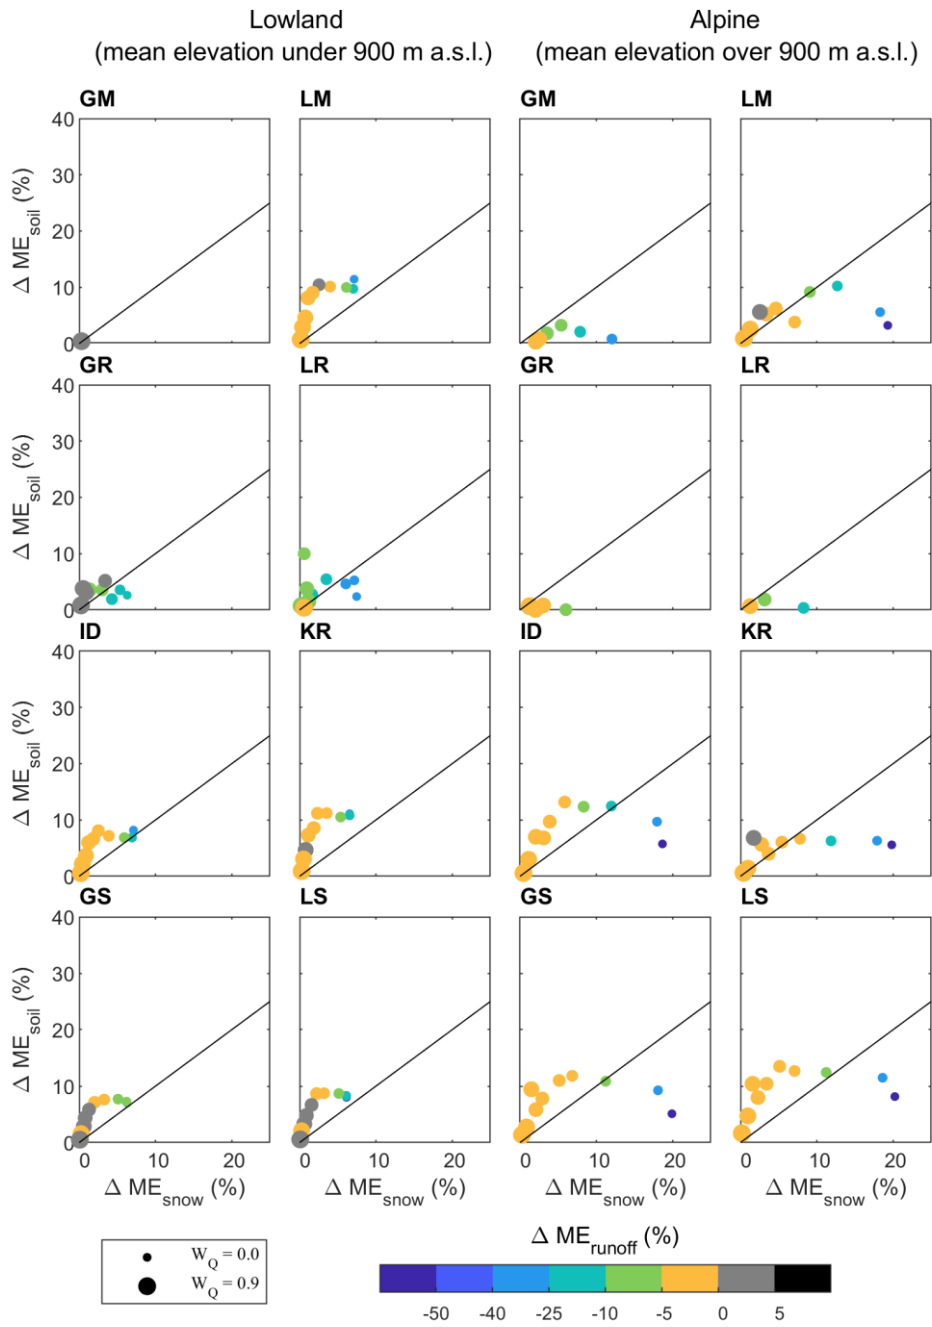 Lowland
(mean elevation under 900 m a.s.l.)
Alpine
(mean elevation over 900 m a.s.l.)
GM LM GM LM
40
30
20
10
0
Δ ME_soil (%)
GR LR GR LR
40
30
20
10
0
Δ ME_soil (%)
ID KR ID KR
40
30
20
10
0
Δ ME_soil (%)
GS LS GS LS
40
30
20
10
0
Δ ME_soil (%)
0 10 20 0 10 20 0 10 20 0 10 20
Δ ME_snow (%) Δ ME_snow (%) Δ ME_snow (%) Δ ME_snow (%)
W_Q = 0.0
W_Q = 0.9
Δ ME_runoff (%)
-50 -40 -25 -10 -5 0 5